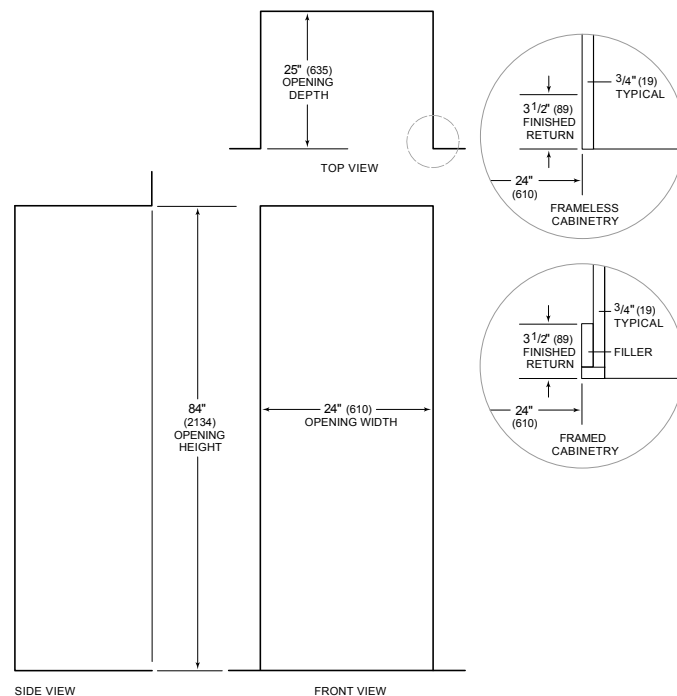 25" (635)
OPENING
DEPTH
TOP VIEW
3/4" (19)
TYPICAL
3 1/2" (89)
FINISHED
RETURN
24"
(610)
FRAMELESS
CABINETRY
3/4" (19)
TYPICAL
3 1/2" (89)
FINISHED
RETURN
FILLER
24"
(610)
FRAMED
CABINETRY
84"
(2134)
OPENING
HEIGHT
24" (610)
OPENING WIDTH
SIDE VIEW
FRONT VIEW